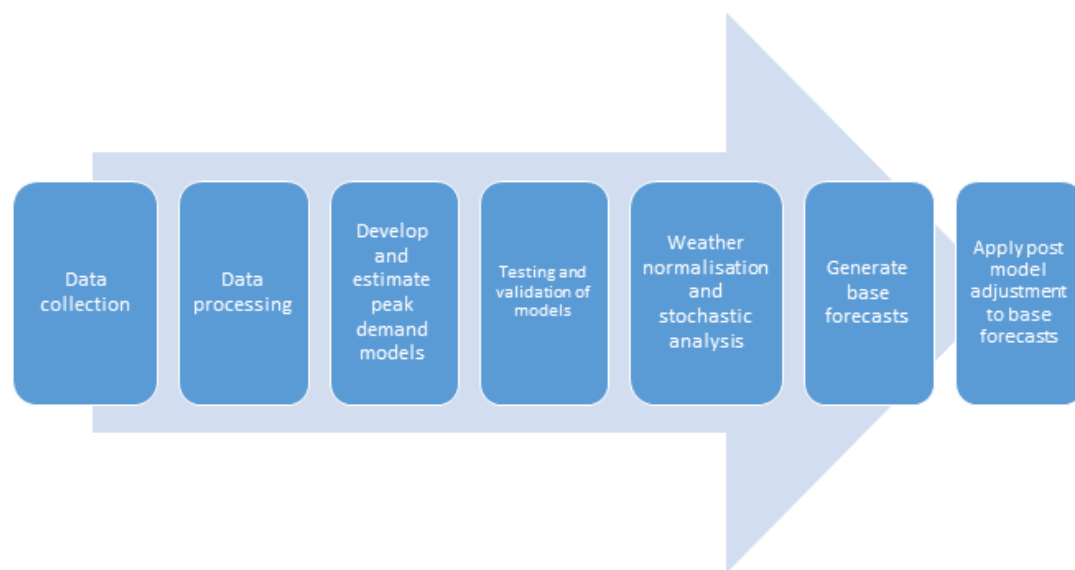 Data
collection
Data
processing
Develop
and
estimate
peak
demand
models
Testing and
validation of
models
Weather
normalisation
and
stochastic
analysis
Generate
base
forecasts
Apply post
model
adjustment
to base
forecasts